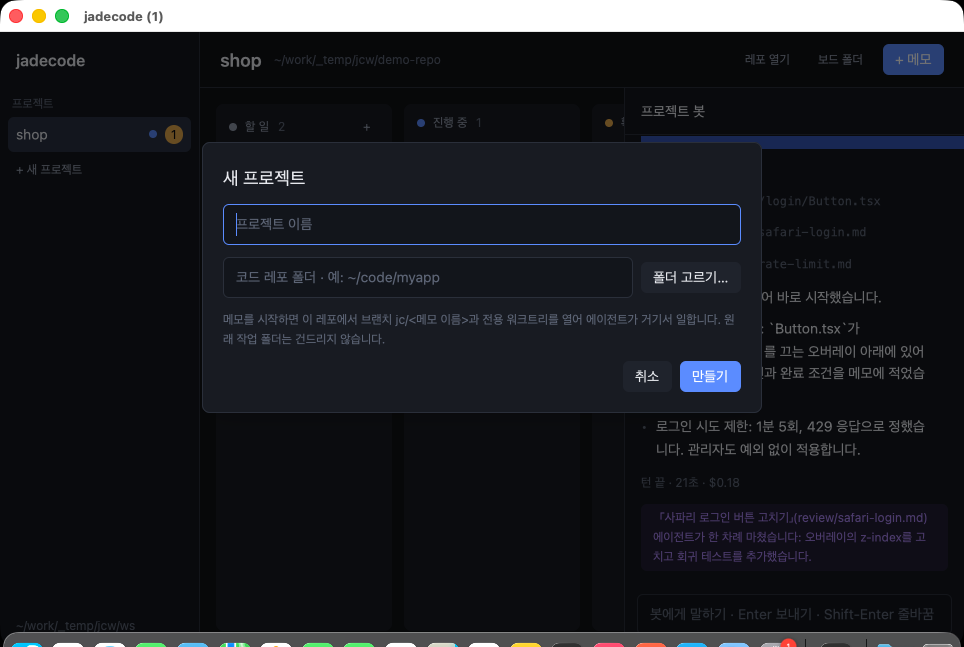 jadecode (1)
jadecode
shop
~/work/_temp/jcw/demo-repo
레포 열기
보드 폴더
+ 메모
프로젝트
shop
1
+ 새 프로젝트
할 일 2
+
진행 중 1
프로젝트 봇
새 프로젝트
프로젝트 이름
코드 레포 폴더 · 예: ~/code/myapp
폴더 고르기...
메모를 시작하면 이 레포에서 브랜치 jc/<메모 이름>과 전용 워크트리를 열어 에이전트가 거기서 일합니다. 원
래 작업 폴더는 건드리지 않습니다.
취소
만들기
/login/Button.tsx
safari-login.md
rate-limit.md
어 바로 시작했습니다.
: `Button.tsx`가
를 끄는 오버레이 아래에 있어
과 완료 조건을 메모에 적었습
로그인 시도 제한: 1분 5회, 429 응답으로 정했습
니다. 관리자도 예외 없이 적용합니다.
턴 끝 · 21초 · $0.18
「사파리 로그인 버튼 고치기」(review/safari-login.md)
에이전트가 한 차례 마쳤습니다: 오버레이의 z-index를 고
치고 회귀 테스트를 추가했습니다.
봇에게 말하기 · Enter 보내기 · Shift-Enter 줄바꿈
~/work/_temp/jcw/ws